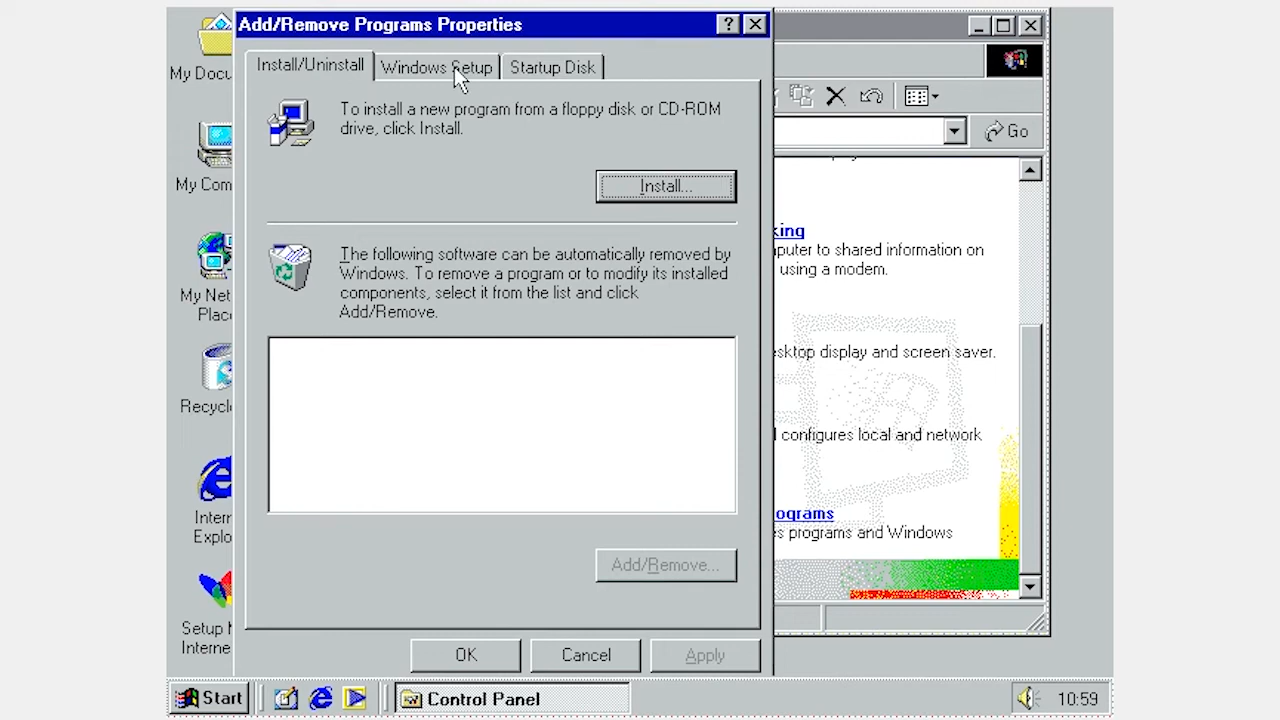 Add/Remove Programs Properties
Install/Uninstall
Windows Setup
Startup Disk
To install a new program from a floppy disk or CD-ROM
drive, click Install.
Install...
The following software can be automatically removed by
Windows. To remove a program or to modify its installed
components, select it from the list and click
Add/Remove.
Add/Remove...
OK
Cancel
Apply
My Docu
My Com
My Net
Place
Recycle
Intern
Explo
Setup
Interne
Go
king
puter to shared information on
using a modem.
esktop display and screen saver.
d configures local and network
ograms
es programs and Windows
Start
Control Panel
10:59